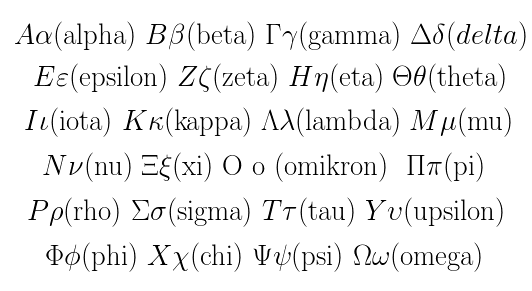 Aα(alpha) Bβ(beta) Γγ(gamma) Δδ(delta)
Eε(epsilon) Zζ(zeta) Hη(eta) Θθ(theta)
Iι(iota) Kκ(kappa) Λλ(lambda) Mμ(mu)
Nν(nu) Ξξ(xi) O o (omikron) Ππ(pi)
Pρ(rho) Σσ(sigma) Tτ(tau) Yυ(upsilon)
Φϕ(phi) Xχ(chi) Ψψ(psi) Ωω(omega)